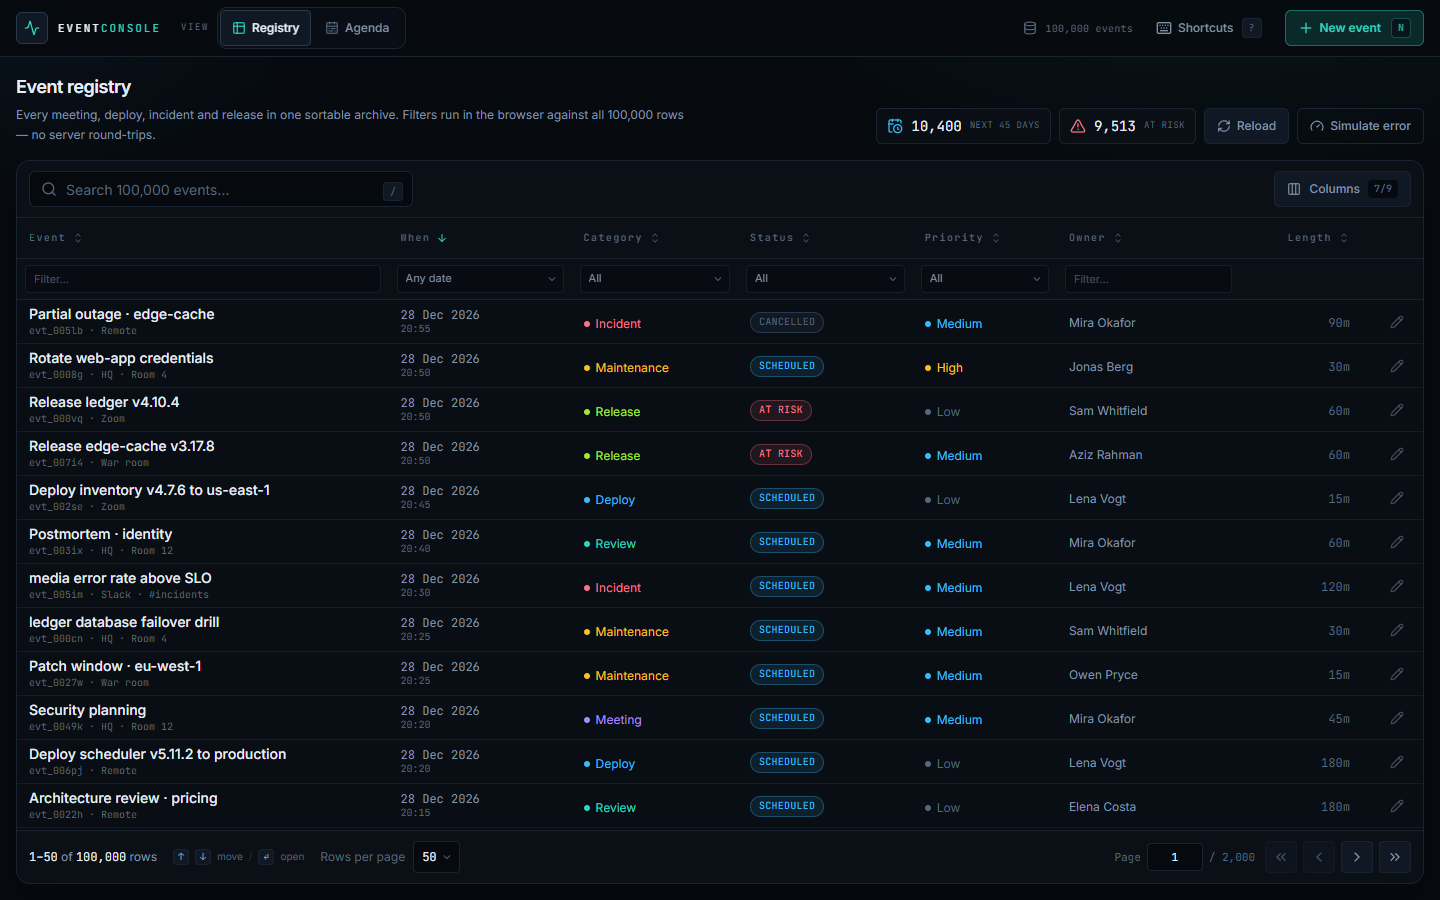 EVENTCONSOLE VIEW Registry Agenda 100,000 events Shortcuts ? New event N
Event registry
Every meeting, deploy, incident and release in one sortable archive. Filters run in the browser against all 100,000 rows
— no server round-trips.
10,400 NEXT 45 DAYS 9,513 AT RISK Reload Simulate error
Search 100,000 events... / Columns 7/9
Event When Category Status Priority Owner Length
Filter... Any date All All All Filter...
Partial outage · edge-cache 28 Dec 2026 Incident CANCELLED Medium Mira Okafor 90m
evt_005lb · Remote 20:55
Rotate web-app credentials 28 Dec 2026 Maintenance SCHEDULED High Jonas Berg 30m
evt_0008g · HQ · Room 4 20:50
Release ledger v4.10.4 28 Dec 2026 Release AT RISK Low Sam Whitfield 60m
evt_000vq · Zoom 20:50
Release edge-cache v3.17.8 28 Dec 2026 Release AT RISK Medium Aziz Rahman 60m
evt_007i4 · War room 20:50
Deploy inventory v4.7.6 to us-east-1 28 Dec 2026 Deploy SCHEDULED Low Lena Vogt 15m
evt_002se · Zoom 20:45
Postmortem · identity 28 Dec 2026 Review SCHEDULED Medium Mira Okafor 60m
evt_003ix · HQ · Room 12 20:40
media error rate above SLO 28 Dec 2026 Incident SCHEDULED Medium Lena Vogt 120m
evt_005im · Slack · #incidents 20:30
ledger database failover drill 28 Dec 2026 Maintenance SCHEDULED Medium Sam Whitfield 30m
evt_000cn · HQ · Room 4 20:25
Patch window · eu-west-1 28 Dec 2026 Maintenance SCHEDULED Medium Owen Pryce 15m
evt_0027w · War room 20:25
Security planning 28 Dec 2026 Meeting SCHEDULED Medium Mira Okafor 45m
evt_0049k · HQ · Room 12 20:20
Deploy scheduler v5.11.2 to production 28 Dec 2026 Deploy SCHEDULED Low Lena Vogt 180m
evt_006pj · Remote 20:20
Architecture review · pricing 28 Dec 2026 Review SCHEDULED Low Elena Costa 180m
evt_0022h · Remote 20:15
1–50 of 100,000 rows ↑ ↓ move / ↵ open Rows per page 50 Page 1 / 2,000